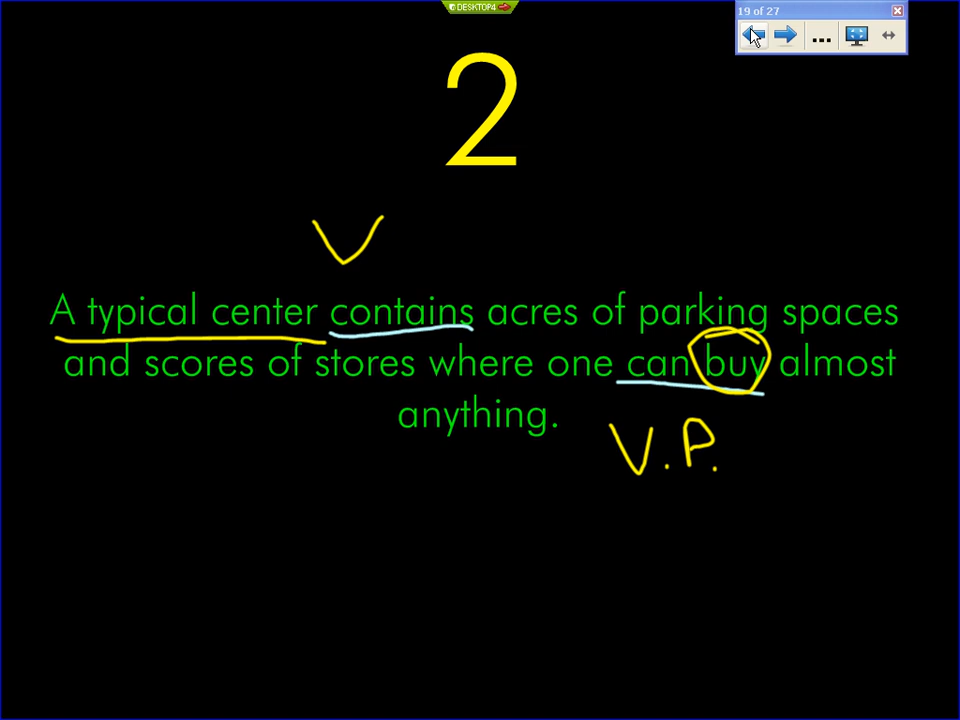 DESKTOP4
19 of 27
...
2
V
A typical center contains acres of parking spaces
and scores of stores where one can buy almost
anything.
V.P.